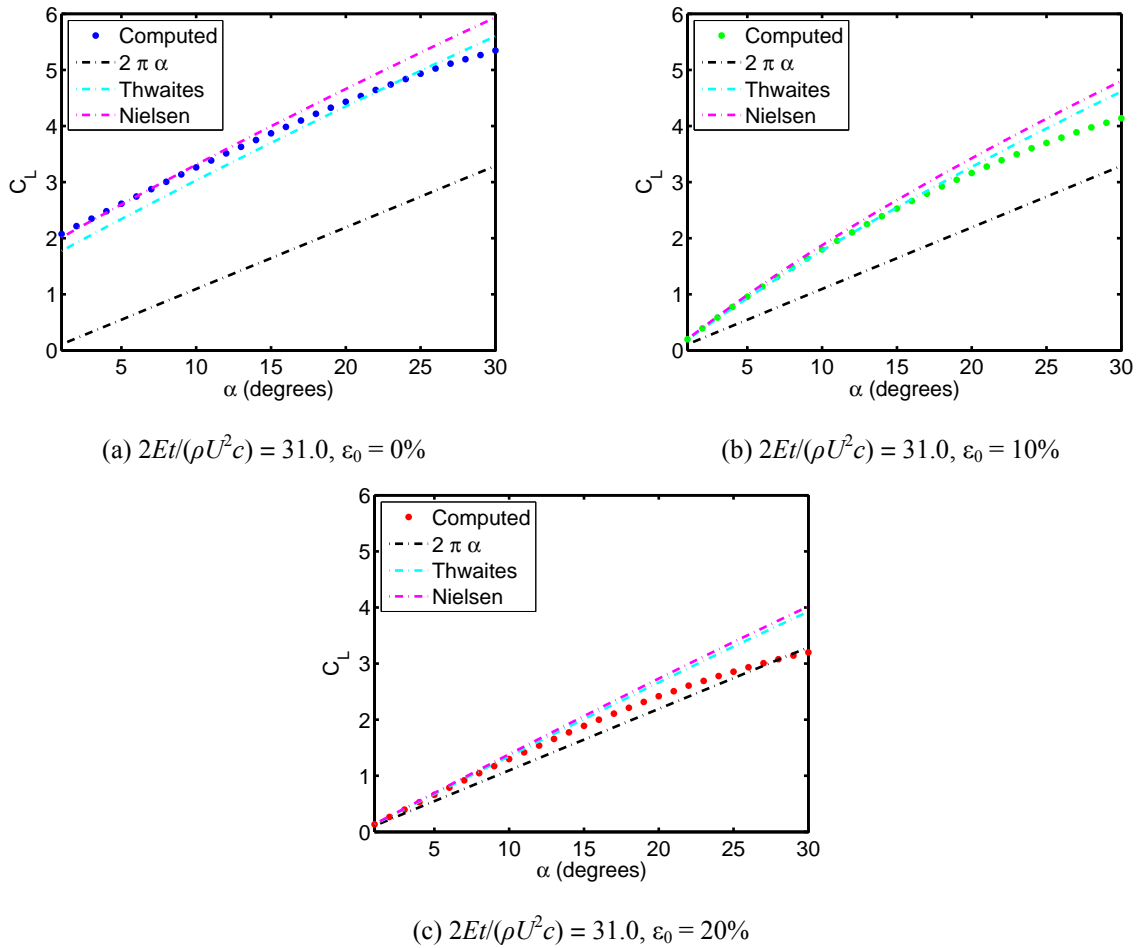 6
5
4
3
2
1
0
C_L
Computed
2 π α
Thwaites
Nielsen
5 10 15 20 25 30
α (degrees)
(a) 2Et/(ρU²c) = 31.0, ε₀ = 0%
6
5
4
3
2
1
0
C_L
Computed
2 π α
Thwaites
Nielsen
5 10 15 20 25 30
α (degrees)
(b) 2Et/(ρU²c) = 31.0, ε₀ = 10%
6
5
4
3
2
1
0
C_L
Computed
2 π α
Thwaites
Nielsen
5 10 15 20 25 30
α (degrees)
(c) 2Et/(ρU²c) = 31.0, ε₀ = 20%